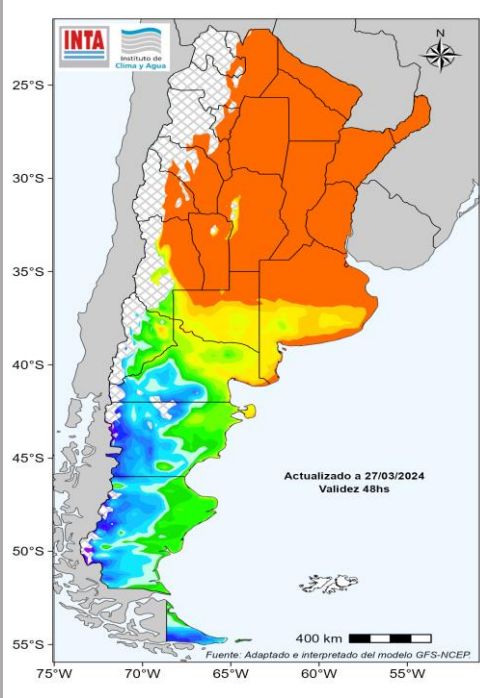 INTA
Instituto de
Clima y Agua
N
25°S
30°S
35°S
40°S
45°S
50°S
55°S
Actualizado a 27/03/2024
Validez 48hs
400 km
Fuente: Adaptado e interpretado del modelo GFS-NCEP.
75°W
70°W
65°W
60°W
55°W